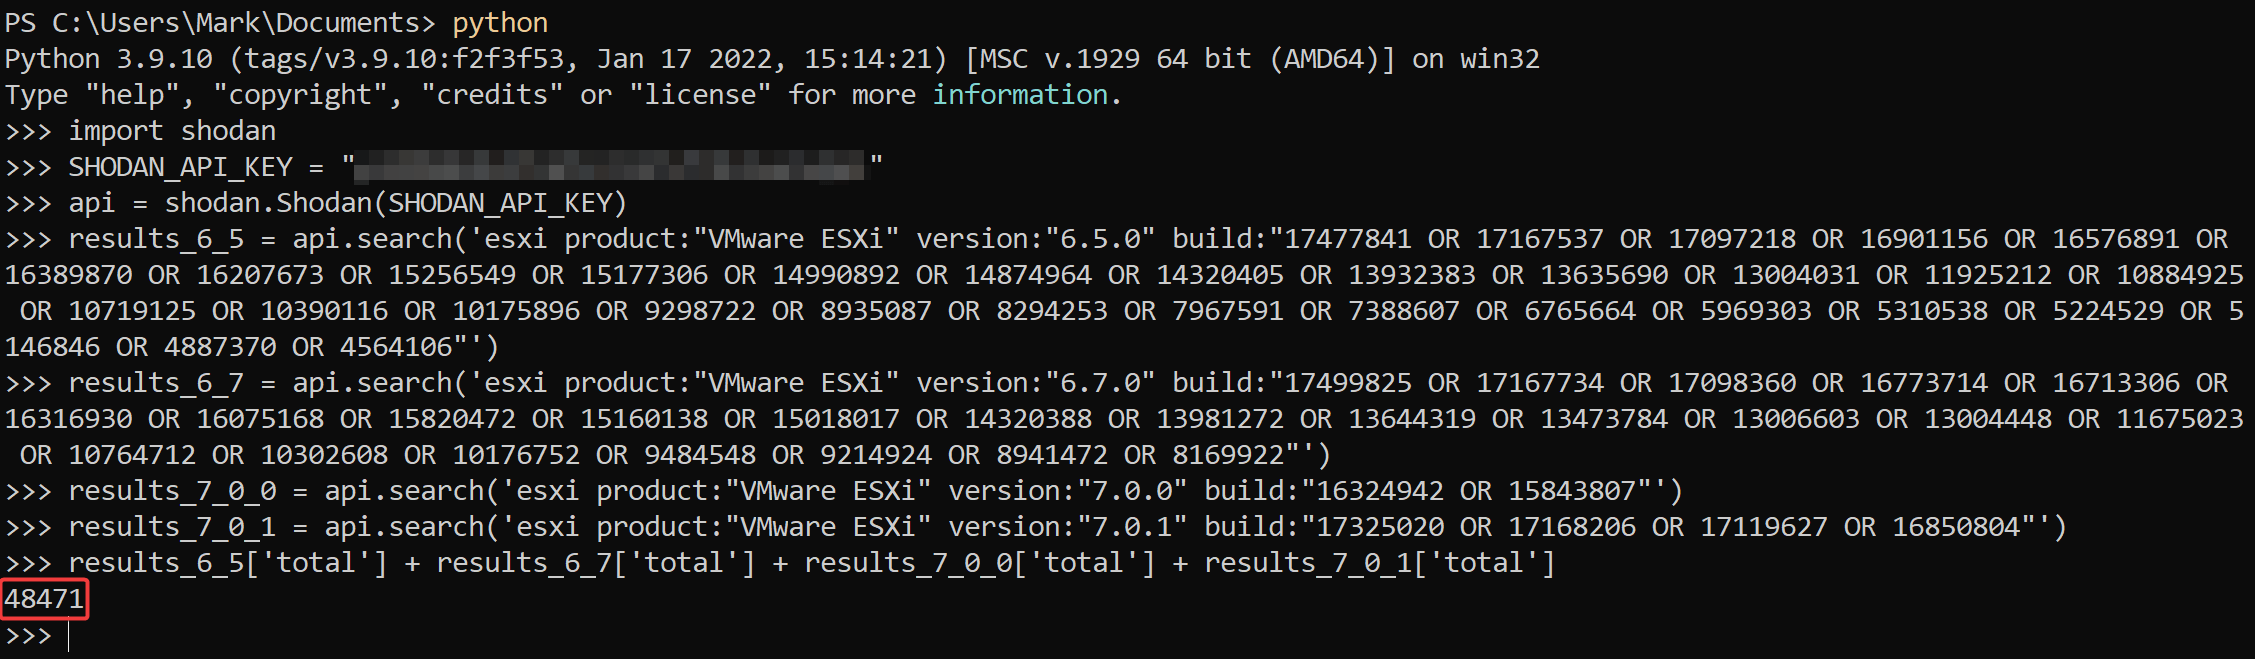 PS C:\Users\Mark\Documents> python
Python 3.9.10 (tags/v3.9.10:f2f3f53, Jan 17 2022, 15:14:21) [MSC v.1929 64 bit (AMD64)] on win32
Type "help", "copyright", "credits" or "license" for more information.
>>> import shodan
>>> SHODAN_API_KEY = ""
>>> api = shodan.Shodan(SHODAN_API_KEY)
>>> results_6_5 = api.search('esxi product:"VMware ESXi" version:"6.5.0" build:"17477841 OR 17167537 OR 17097218 OR 16901156 OR 16576891 OR
16389870 OR 16207673 OR 15256549 OR 15177306 OR 14990892 OR 14874964 OR 14320405 OR 13932383 OR 13635690 OR 13004031 OR 11925212 OR 10884925
 OR 10719125 OR 10390116 OR 10175896 OR 9298722 OR 8935087 OR 8294253 OR 7967591 OR 7388607 OR 6765664 OR 5969303 OR 5310538 OR 5224529 OR 5
146846 OR 4887370 OR 4564106"')
>>> results_6_7 = api.search('esxi product:"VMware ESXi" version:"6.7.0" build:"17499825 OR 17167734 OR 17098360 OR 16773714 OR 16713306 OR
16316930 OR 16075168 OR 15820472 OR 15160138 OR 15018017 OR 14320388 OR 13981272 OR 13644319 OR 13473784 OR 13006603 OR 13004448 OR 11675023
 OR 10764712 OR 10302608 OR 10176752 OR 9484548 OR 9214924 OR 8941472 OR 8169922"')
>>> results_7_0_0 = api.search('esxi product:"VMware ESXi" version:"7.0.0" build:"16324942 OR 15843807"')
>>> results_7_0_1 = api.search('esxi product:"VMware ESXi" version:"7.0.1" build:"17325020 OR 17168206 OR 17119627 OR 16850804"')
>>> results_6_5['total'] + results_6_7['total'] + results_7_0_0['total'] + results_7_0_1['total']
48471
>>>